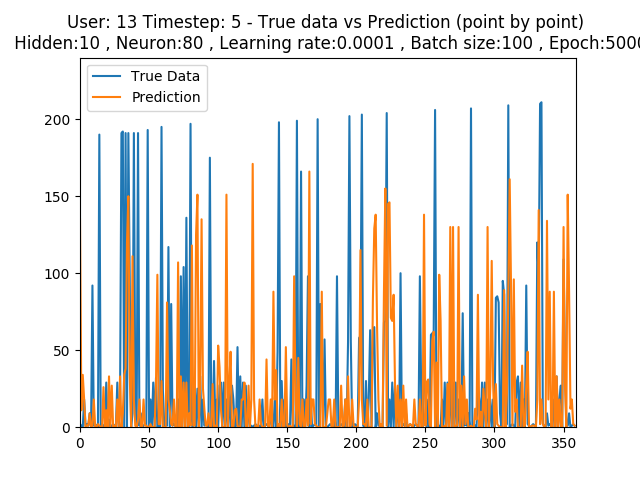 User: 13 Timestep: 5 - True data vs Prediction (point by point)
Hidden:10 , Neuron:80 , Learning rate:0.0001 , Batch size:100 , Epoch:5000
True Data
Prediction
200
150
100
50
0
0 50 100 150 200 250 300 350